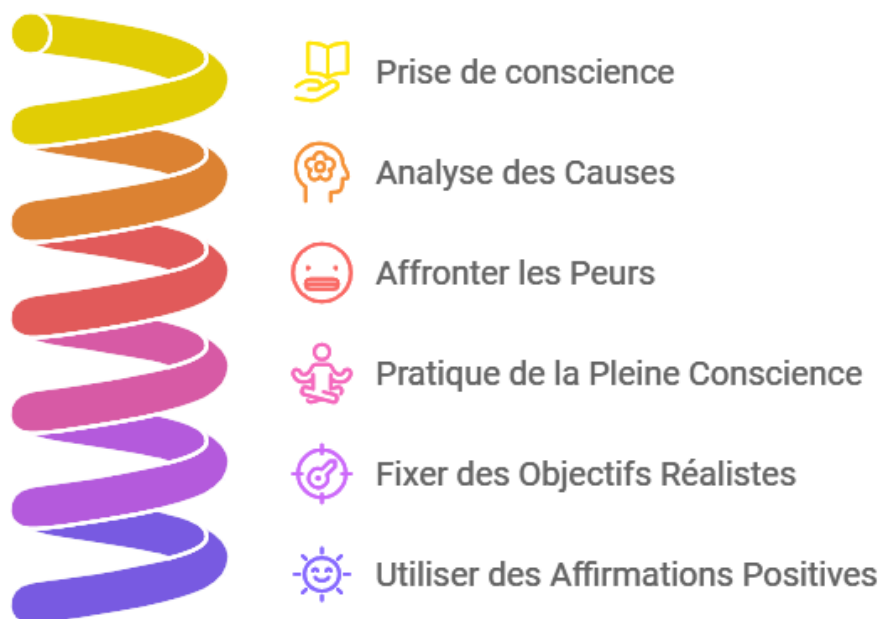 Prise de conscience
Analyse des Causes
Affronter les Peurs
Pratique de la Pleine Conscience
Fixer des Objectifs Réalistes
Utiliser des Affirmations Positives